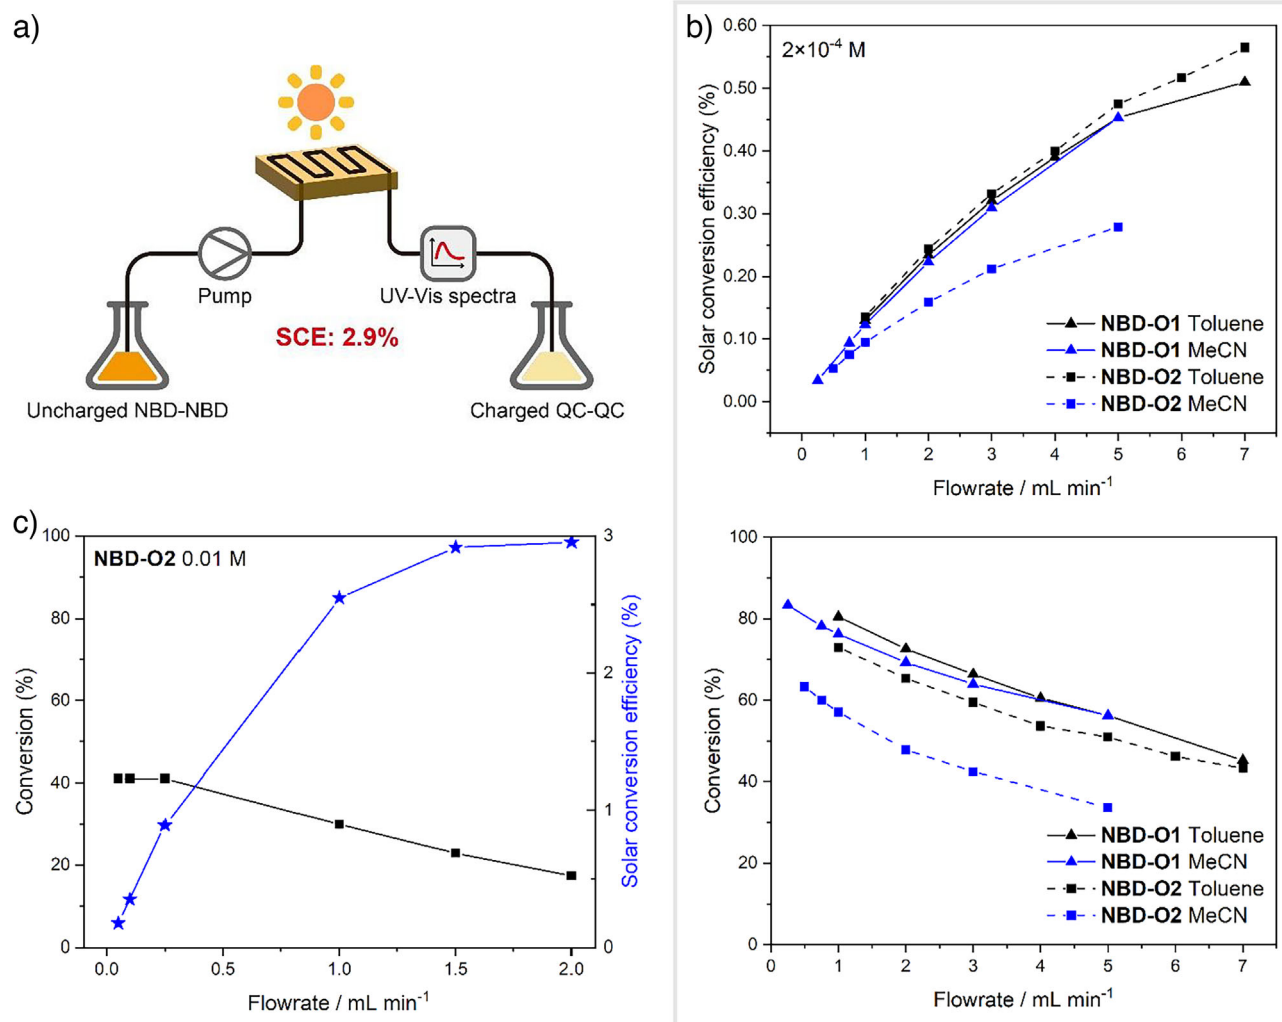 a)
Pump
UV-Vis spectra
SCE: 2.9%
Uncharged NBD-NBD
Charged QC-QC
b)
2×10⁻⁴ M
Solar conversion efficiency (%)
0.60
0.50
0.40
0.30
0.20
0.10
0.00
NBD-O1 Toluene
NBD-O1 MeCN
NBD-O2 Toluene
NBD-O2 MeCN
0 1 2 3 4 5 6 7
Flowrate / mL min⁻¹
c)
NBD-O2 0.01 M
Conversion (%)
100
80
60
40
20
0
Solar conversion efficiency (%)
3
2
1
0
0.0 0.5 1.0 1.5 2.0
Flowrate / mL min⁻¹
Conversion (%)
100
80
60
40
20
0
NBD-O1 Toluene
NBD-O1 MeCN
NBD-O2 Toluene
NBD-O2 MeCN
0 1 2 3 4 5 6 7
Flowrate / mL min⁻¹